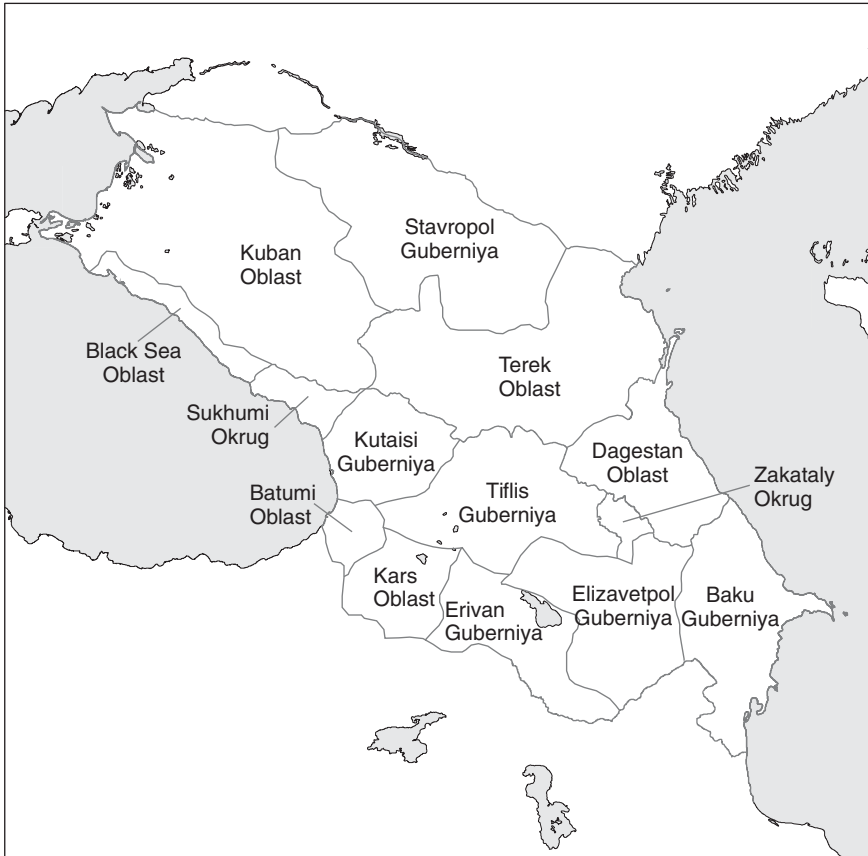 Stavropol
Guberniya
Kuban
Oblast
Black Sea
Oblast
Terek
Oblast
Sukhumi
Okrug
Kutaisi
Guberniya
Dagestan
Oblast
Zakataly
Okrug
Batumi
Oblast
Tiflis
Guberniya
Kars
Oblast
Erivan
Guberniya
Elizavetpol
Guberniya
Baku
Guberniya